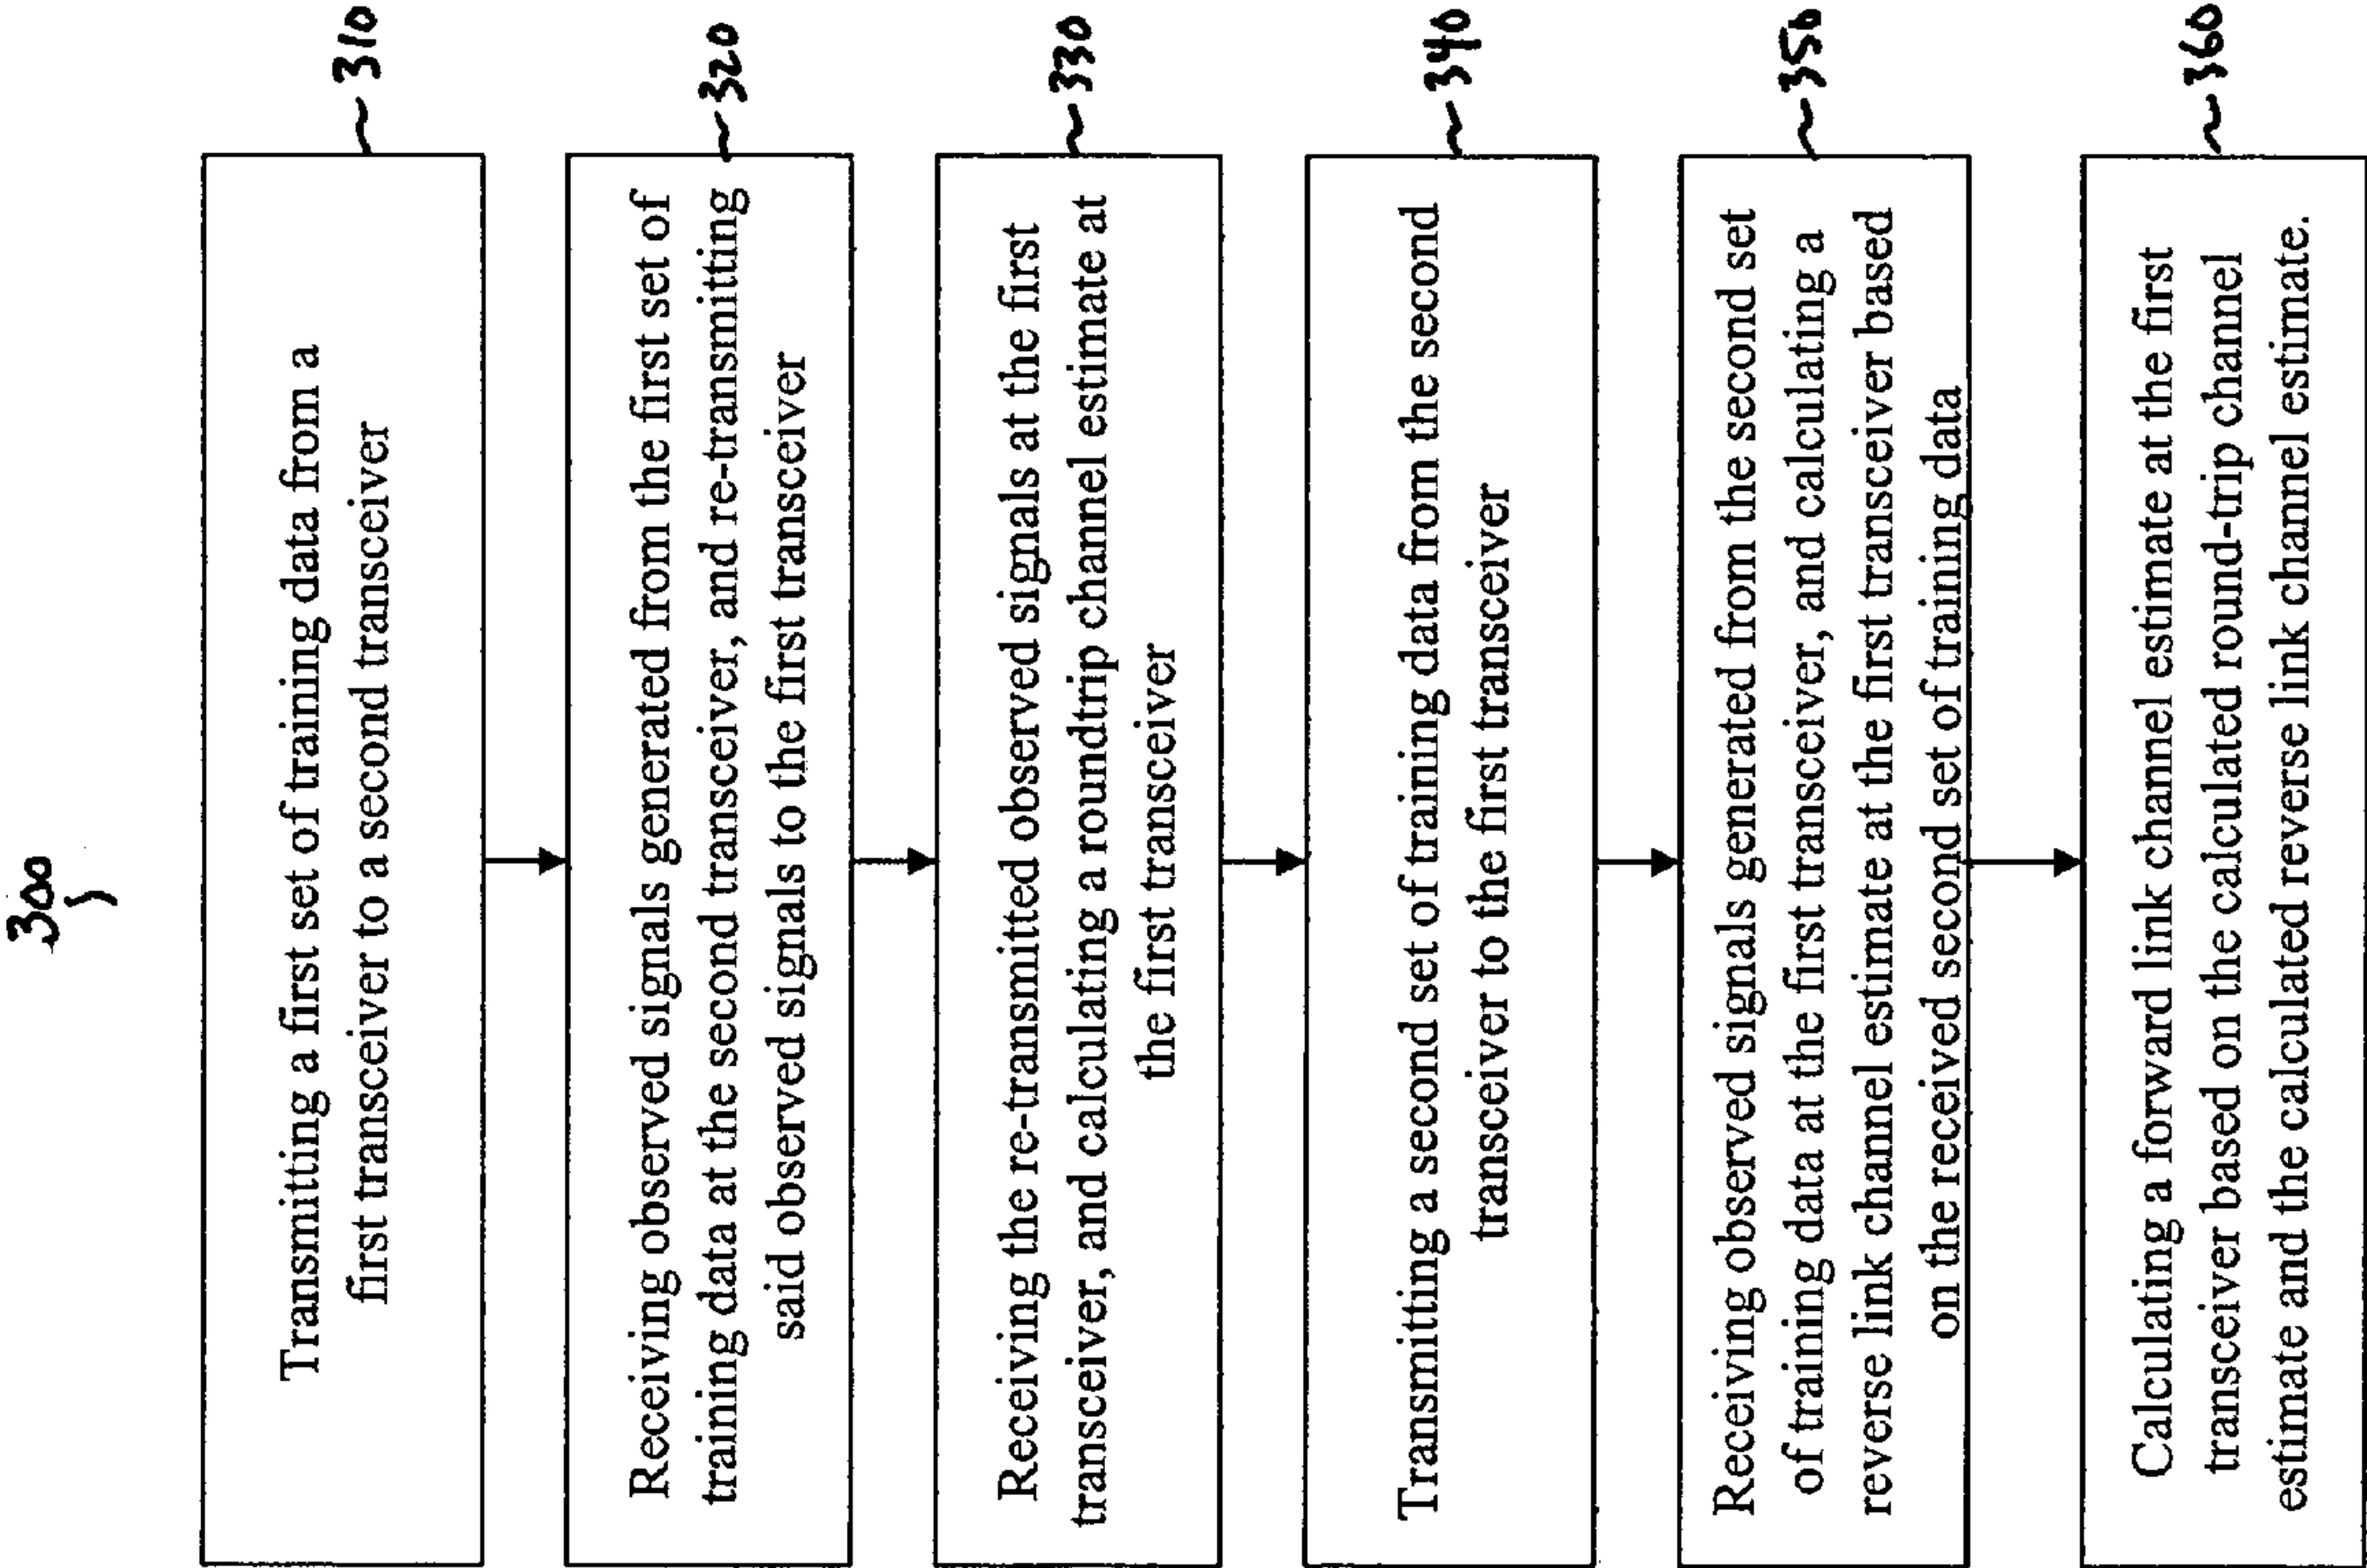 300
Transmitting a first set of training data from a
first transceiver to a second transceiver
~310
Receiving observed signals generated from the first set of
training data at the second transceiver, and re-transmitting
said observed signals to the first transceiver
~320
Receiving the re-transmitted observed signals at the first
transceiver, and calculating a roundtrip channel estimate at
the first transceiver
~330
Transmitting a second set of training data from the second
transceiver to the first transceiver
~340
Receiving observed signals generated from the second set
of training data at the first transceiver, and calculating a
reverse link channel estimate at the first transceiver based
on the received second set of training data
~350
Calculating a forward link channel estimate at the first
transceiver based on the calculated round-trip channel
estimate and the calculated reverse link channel estimate.
~360